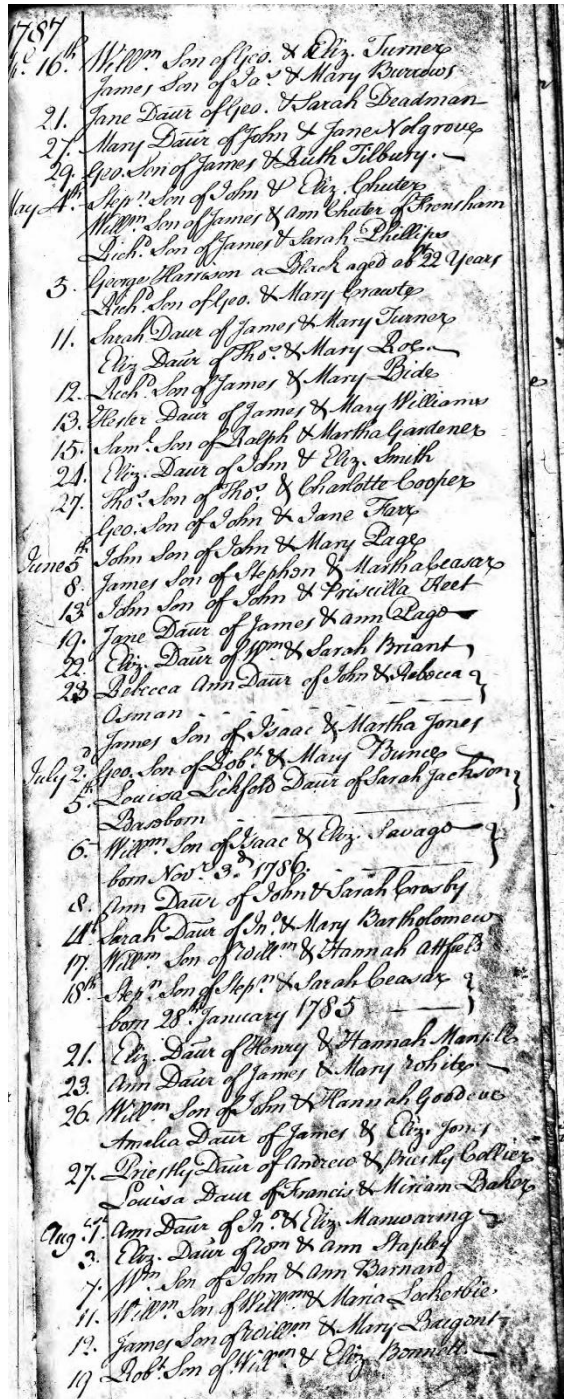 1787
16th. Willm. Son of Geo. & Eliz. Turner
James Son of Jas. & Mary Burrows
21. Jane Daur of Geo. & Sarah Deadman
27. Mary Daur of John & Jane Nolgrove
29. Geo. Son of James & Ruth Tilbury.
May 4th. Stepn. Son of John & Eliz. Chuter
Willm. Son of James & Ann Chuter of Frensham
Richd. Son of James & Sarah Phillips
3. George Harrison a Black aged abt 22 Years
Richd. Son of Geo. & Mary Crawte
11. Sarah Daur of James & Mary Turner
Eliz Daur of Thos. & Mary Roe
12. Richd. Son of James & Mary Bide
13. Hester Daur of James & Mary Williams
15. Saml. Son of Ralph & Martha Gardener
24. Eliz. Daur of John & Eliz. Smith
27. Thos. Son of Thos. & Charlotte Cooper
Geo. Son of John & Jane Farr
June 5th John Son of John & Mary Page
8. James Son of Stephen & Martha Ceasar
13. John Son of John & Priscilla Fleet
19. Jane Daur of James & Ann Page
22. Eliz. Daur of Wm. & Sarah Briant
28 Rebecca Ann Daur of John & Rebecca
Osman
James Son of Isaac & Martha Jones
July 2d. Geo. Son of Robt. & Mary Bunce
5th. Louisa Lickfold Daur of Sarah Jackson
Baseborn
6. Willm. Son of Isaac & Eliz. Savage
born Novr. 3d. 1786.
8. Ann Daur of John & Sarah Crosby
Sarah Daur of Jno. & Mary Bartholomew
17. Willm Son of Willm & Hannah Attfield
18th. Stepn. Son of Stepn. & Sarah Ceasar
born 28th January 1785
21. Eliz. Daur of Henry & Hannah
23. Ann Daur of James & Mary White
26. Willm. Son of John & Hannah Goodeve
Amelia Daur of James & Eliz. Jones
27. Priestly Daur of Andrew & Priestly Collier
Louisa Daur of Francis & Miriam Baker
Aug. 1st. Ann Daur of Jno. & Eliz. Manwaring
3. Eliz. Daur of Wm & Ann Stapley
7. Wm. Son of John & Ann Barnard
11. Willm Son of Willm & Maria Lockerbie
12. James Son of Willm & Mary Baigent
19 Robt. Son of Willm & Eliz. Bennett